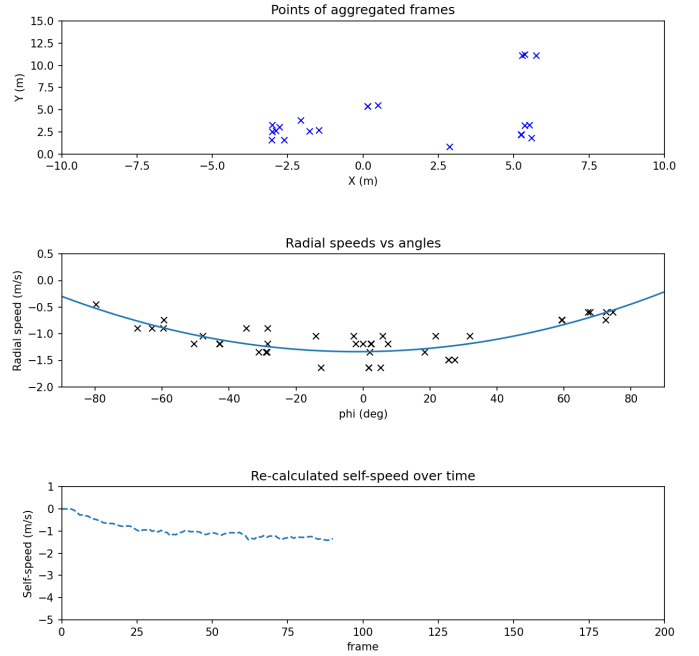 Points of aggregated frames
15.0
12.5
10.0
7.5
5.0
2.5
0.0
Y (m)
−10.0 −7.5 −5.0 −2.5 0.0 2.5 5.0 7.5 10.0
X (m)
Radial speeds vs angles
0.5
0.0
−0.5
−1.0
−1.5
−2.0
Radial speed (m/s)
−80 −60 −40 −20 0 20 40 60 80
phi (deg)
Re-calculated self-speed over time
1
0
−1
−2
−3
−4
−5
Self-speed (m/s)
0 25 50 75 100 125 150 175 200
frame